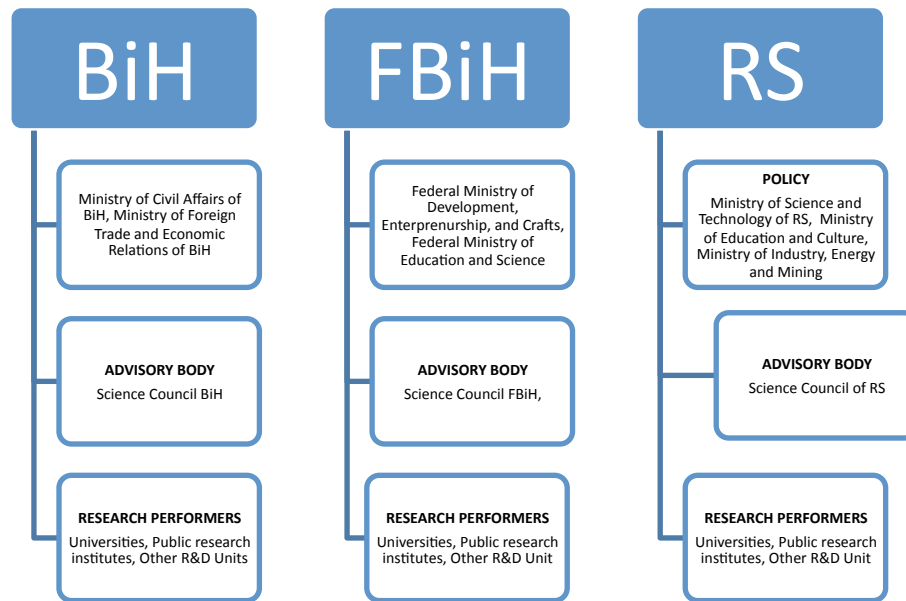 BiH
Ministry of Civil Affairs of
BiH, Ministry of Foreign
Trade and Economic
Relations of BiH
ADVISORY BODY
Science Council BiH
RESEARCH PERFORMERS
Universities, Public research
institutes, Other R&D Units
FBiH
Federal Ministry of
Development,
Enterprenurship, and Crafts,
Federal Ministry of
Education and Science
ADVISORY BODY
Science Council FBiH,
RESEARCH PERFORMERS
Universities, Public research
institutes, Other R&D Unit
RS
POLICY
Ministry of Science and
Technology of RS, Ministry
of Education and Culture,
Ministry of Industry, Energy
and Mining
ADVISORY BODY
Science Council of RS
RESEARCH PERFORMERS
Universities, Public research
institutes, Other R&D Unit